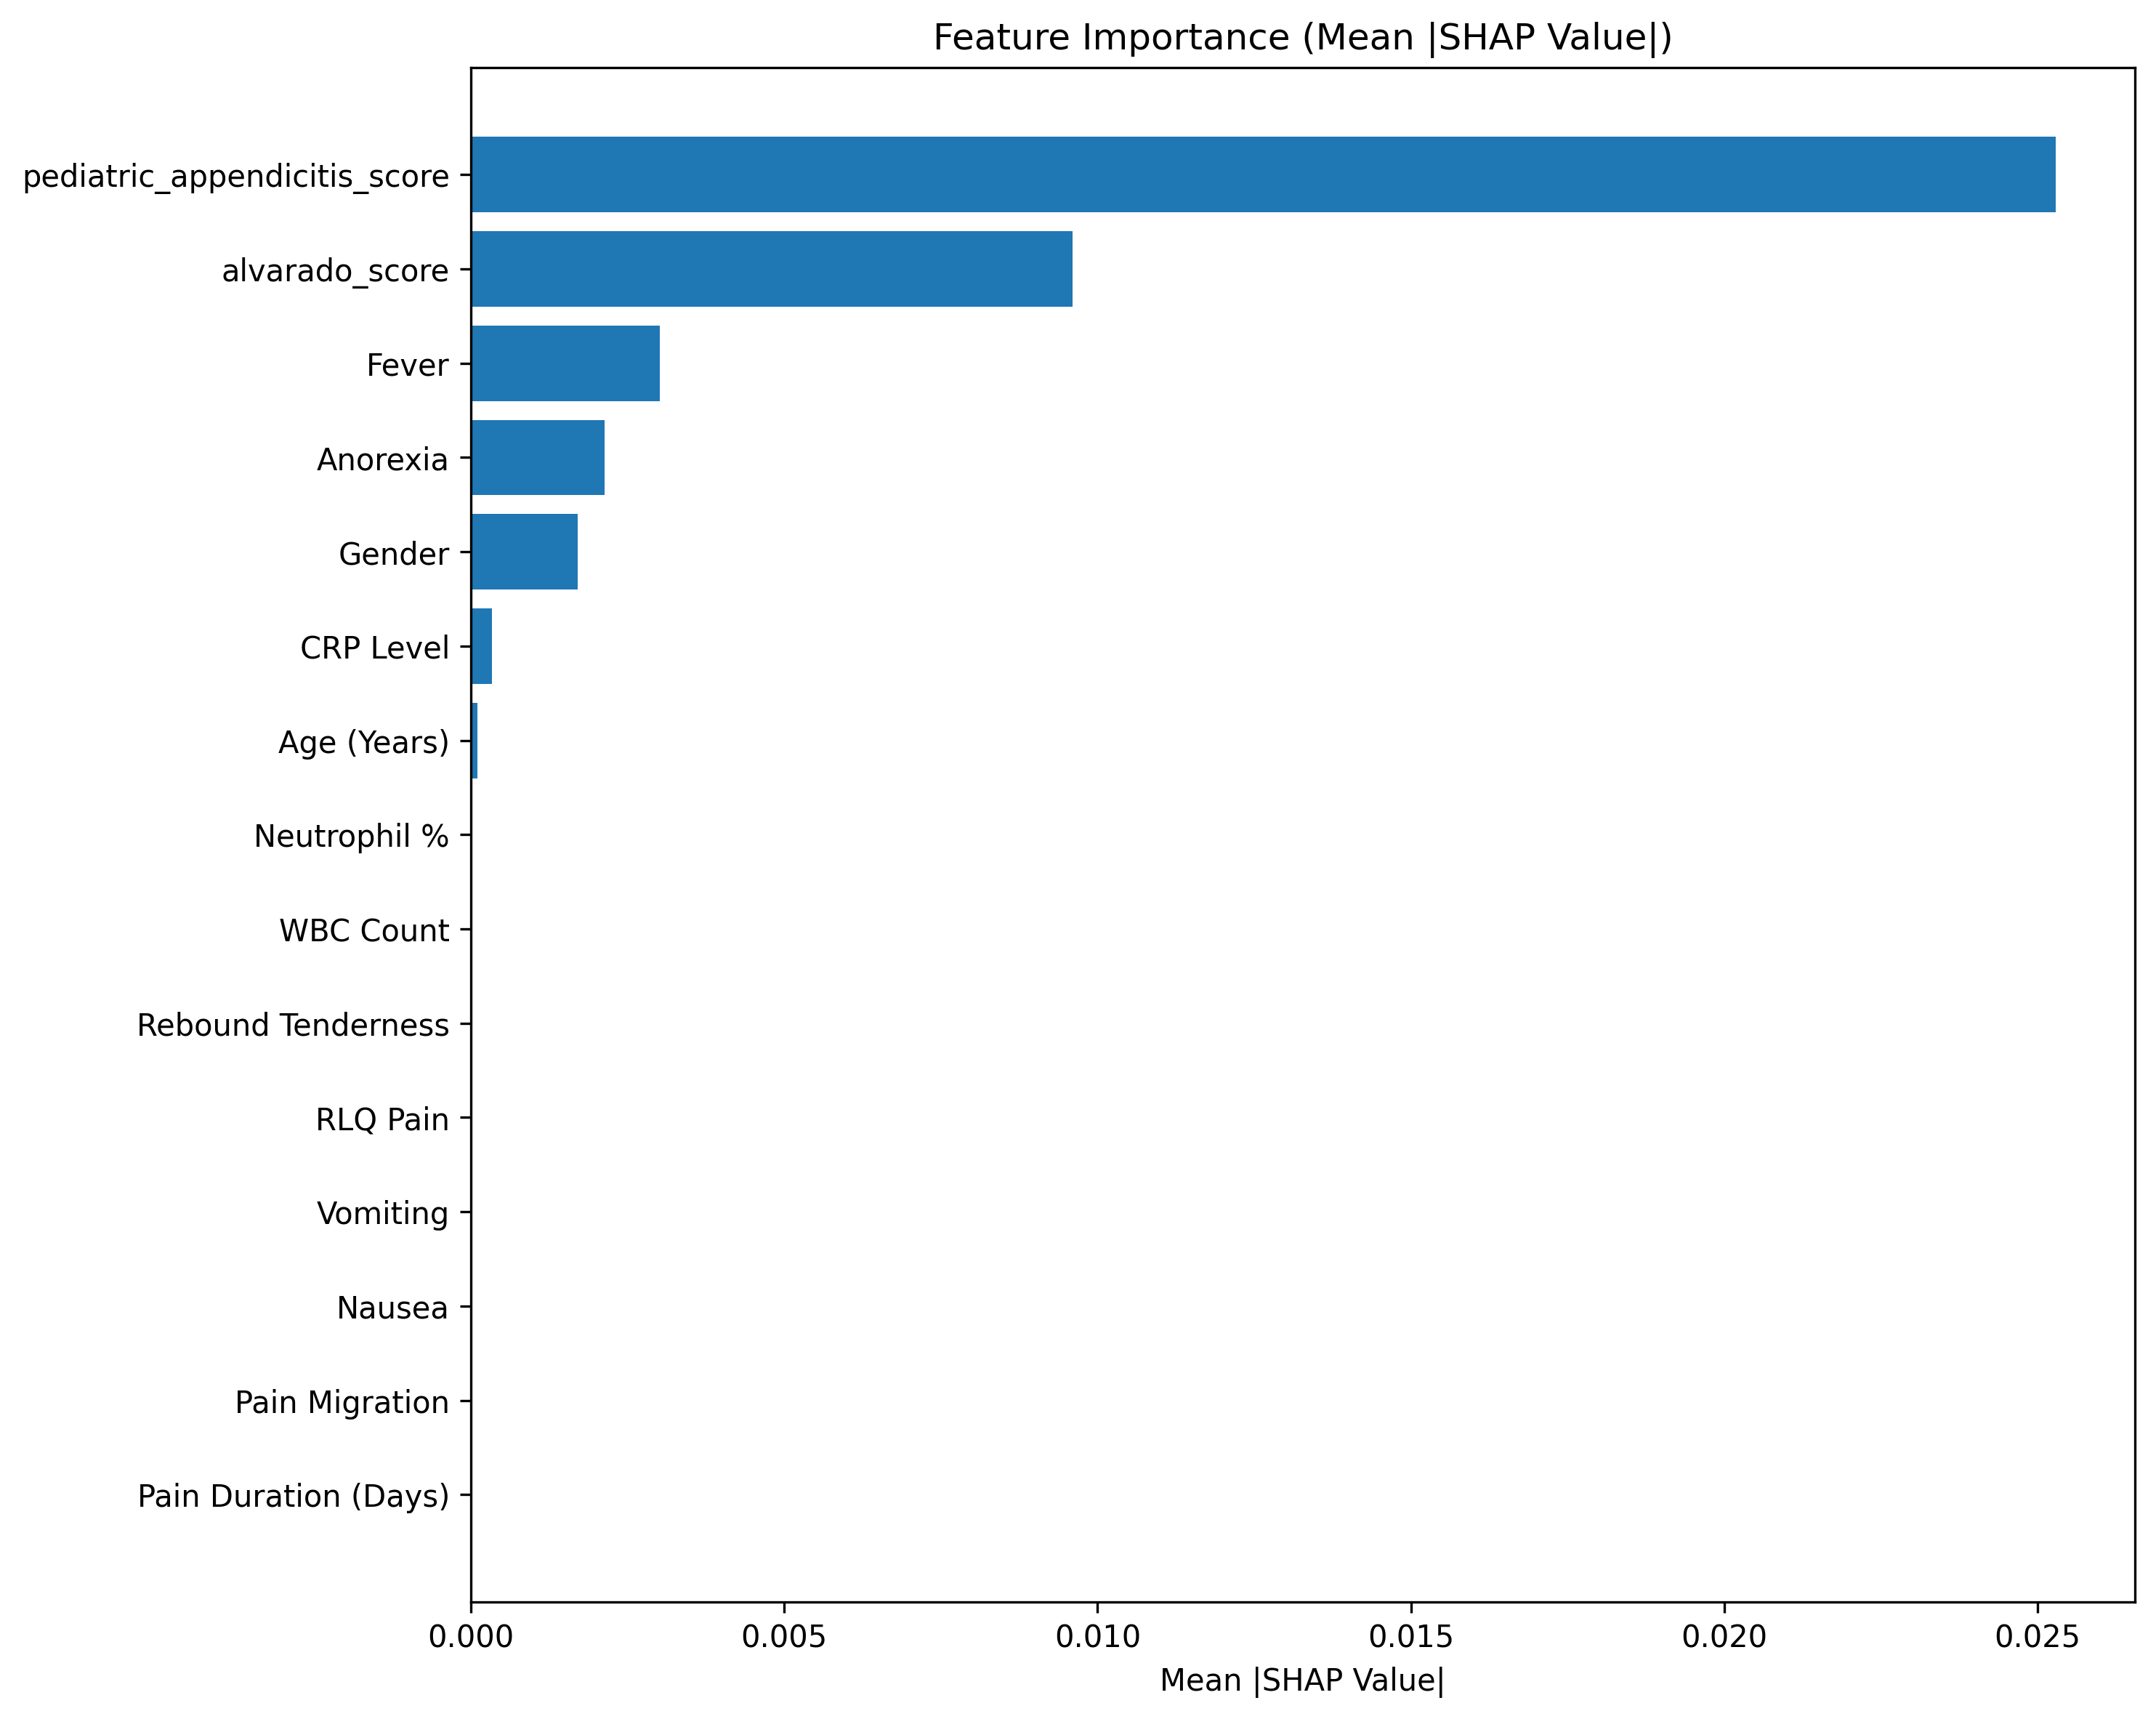 Feature Importance (Mean |SHAP Value|)
pediatric_appendicitis_score
alvarado_score
Fever
Anorexia
Gender
CRP Level
Age (Years)
Neutrophil %
WBC Count
Rebound Tenderness
RLQ Pain
Vomiting
Nausea
Pain Migration
Pain Duration (Days)
0.000 0.005 0.010 0.015 0.020 0.025
Mean |SHAP Value|